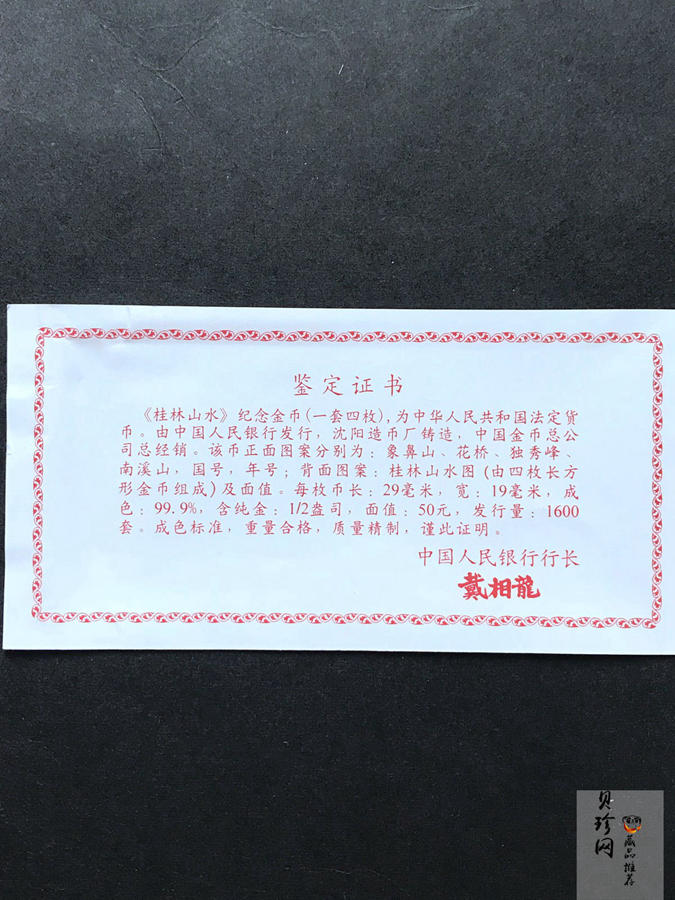 鉴定证书
《桂林山水》纪念金币(一套四枚),为中华人民共和国法定货
币。由中国人民银行发行，沈阳造币厂铸造，中国金币总公
司总经销。该币正面图案分别为：象鼻山、花桥、独秀峰、
南溪山，国号，年号；背面图案：桂林山水图(由四枚长方
形金币组成)及面值。每枚币长：29毫米，宽：19毫米，成
色：99.9%，含纯金：1/2盎司，面值：50元，发行量：1600
套。成色标准，重量合格，质量精制，谨此证明。
中国人民银行行长
戴相龍
贝珍网
藏品推荐